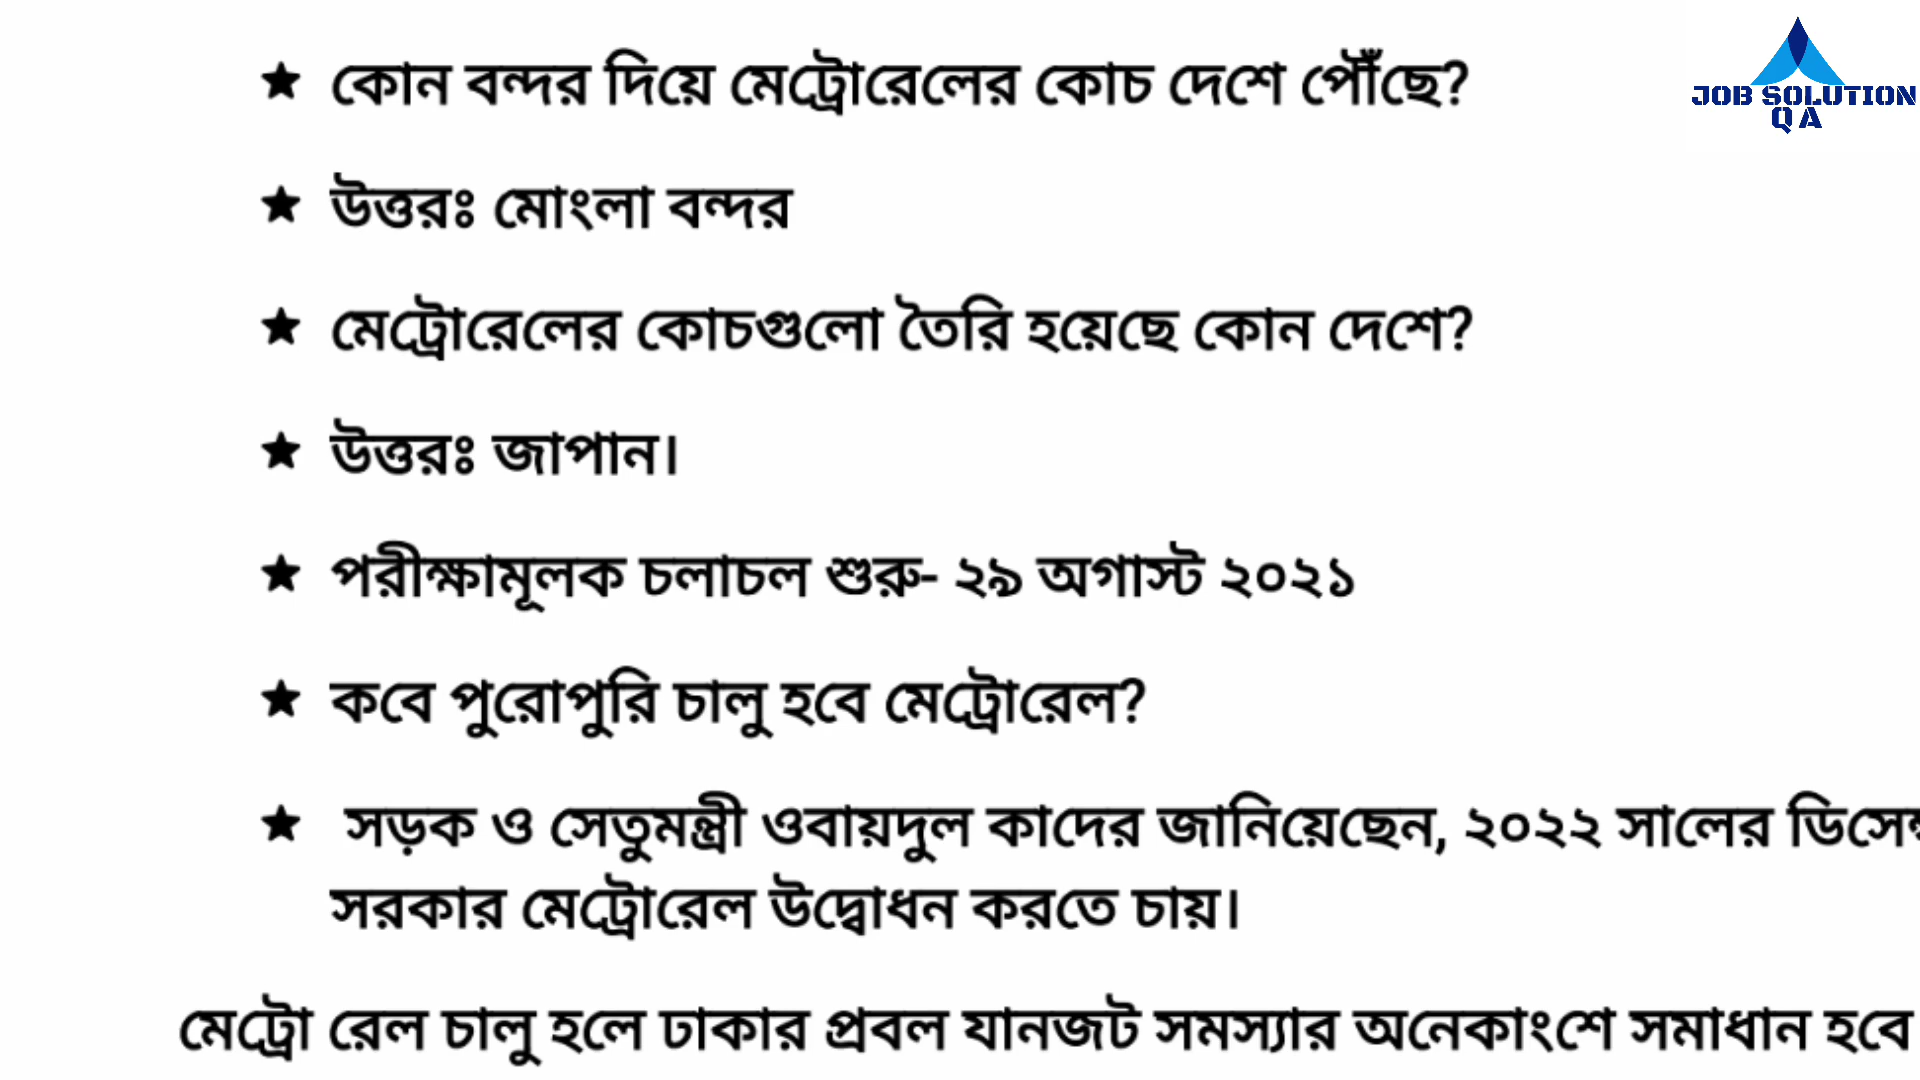 JOB SOLUTION
QA
★ কোন বন্দর দিয়ে মেট্রোরেলের কোচ দেশে পৌঁছে?
★ উত্তরঃ মোংলা বন্দর
★ মেট্রোরেলের কোচগুলো তৈরি হয়েছে কোন দেশে?
★ উত্তরঃ জাপান।
★ পরীক্ষামূলক চলাচল শুরু- ২৯ অগাস্ট ২০২১
★ কবে পুরোপুরি চালু হবে মেট্রোরেল?
★ সড়ক ও সেতুমন্ত্রী ওবায়দুল কাদের জানিয়েছেন, ২০২২ সালের
সরকার মেট্রোরেল উদ্বোধন করতে চায়।
মেট্রো রেল চালু হলে ঢাকার প্রবল যানজট সমস্যার অনেকাংশে সমাধান হবে